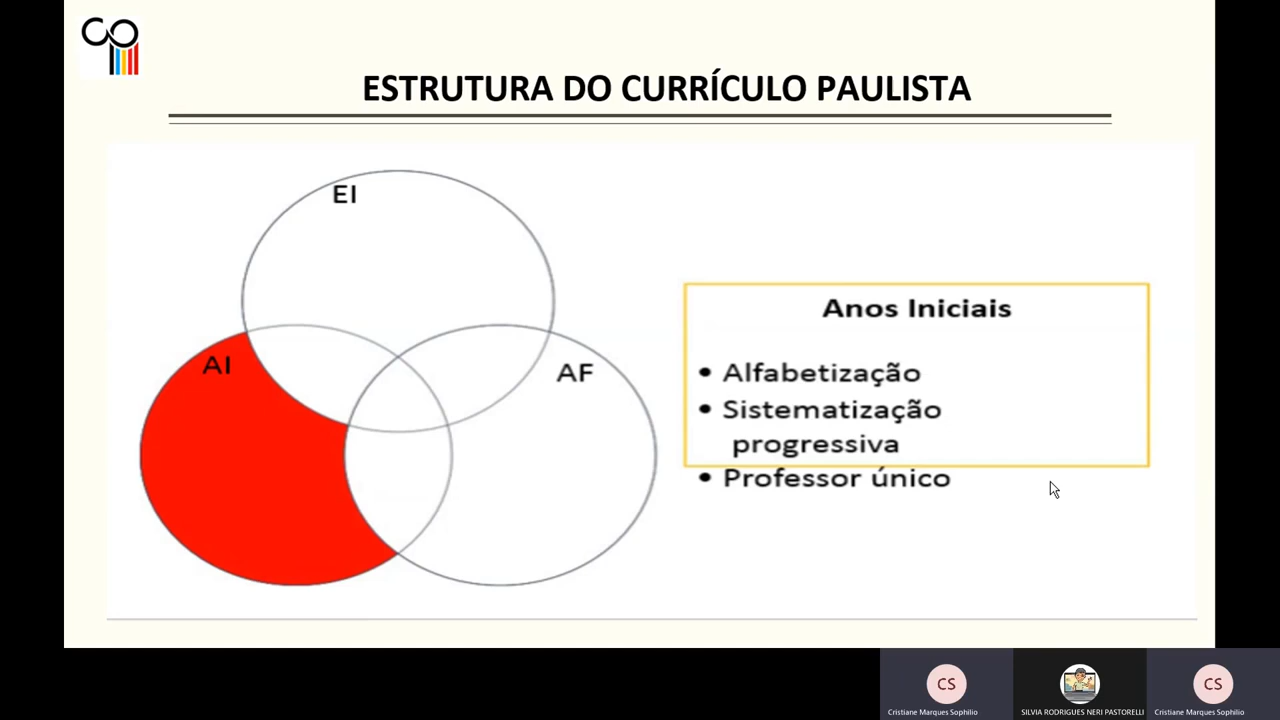 ESTRUTURA DO CURRÍCULO PAULISTA
EI
AI
AF
Anos Iniciais
• Alfabetização
• Sistematização
progressiva
• Professor único
CS
CS
Cristiane Marques Sophilio
SILVIA RODRIGUES NERI PASTORELLI
Cristiane Marques Sophilio